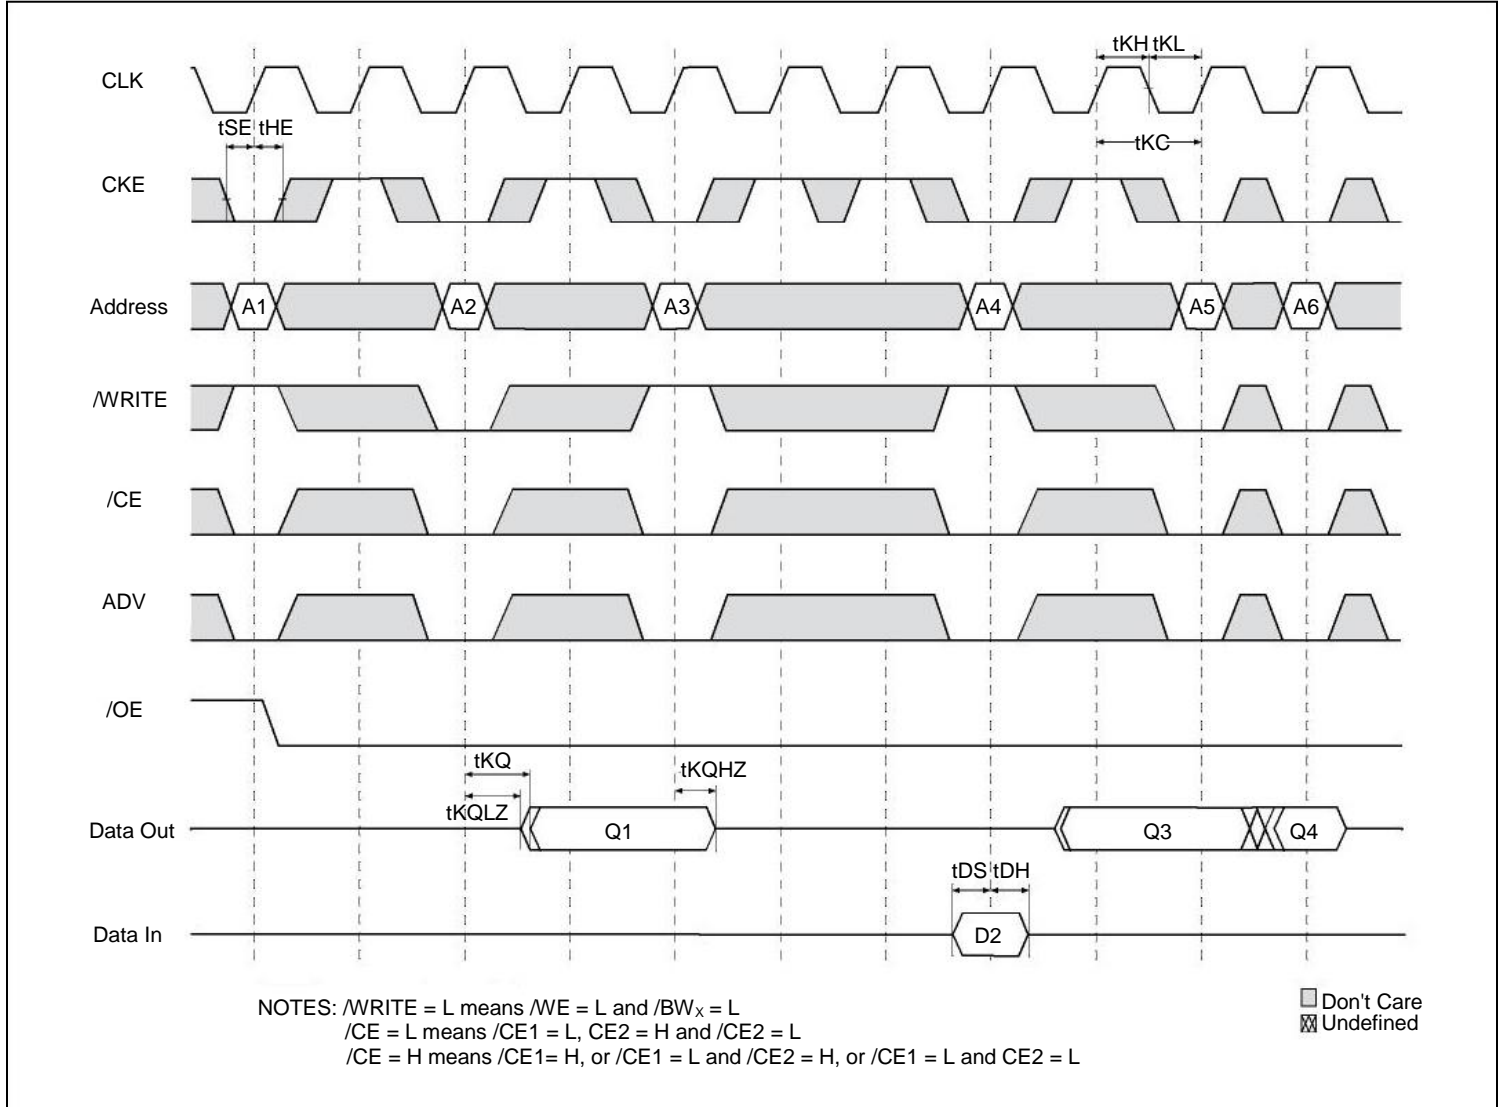 tKH tKL
CLK
tSE tHE
tKC
CKE
Address A1 A2 A3 A4 A5 A6
/WRITE
/CE
ADV
/OE
tKQ
tKQHZ
tKQLZ
Data Out Q1 Q3 Q4
tDS tDH
Data In D2
NOTES: /WRITE = L means /WE = L and /BWX = L
/CE = L means /CE1 = L, CE2 = H and /CE2 = L
/CE = H means /CE1= H, or /CE1 = L and /CE2 = H, or /CE1 = L and CE2 = L
Don't Care
Undefined